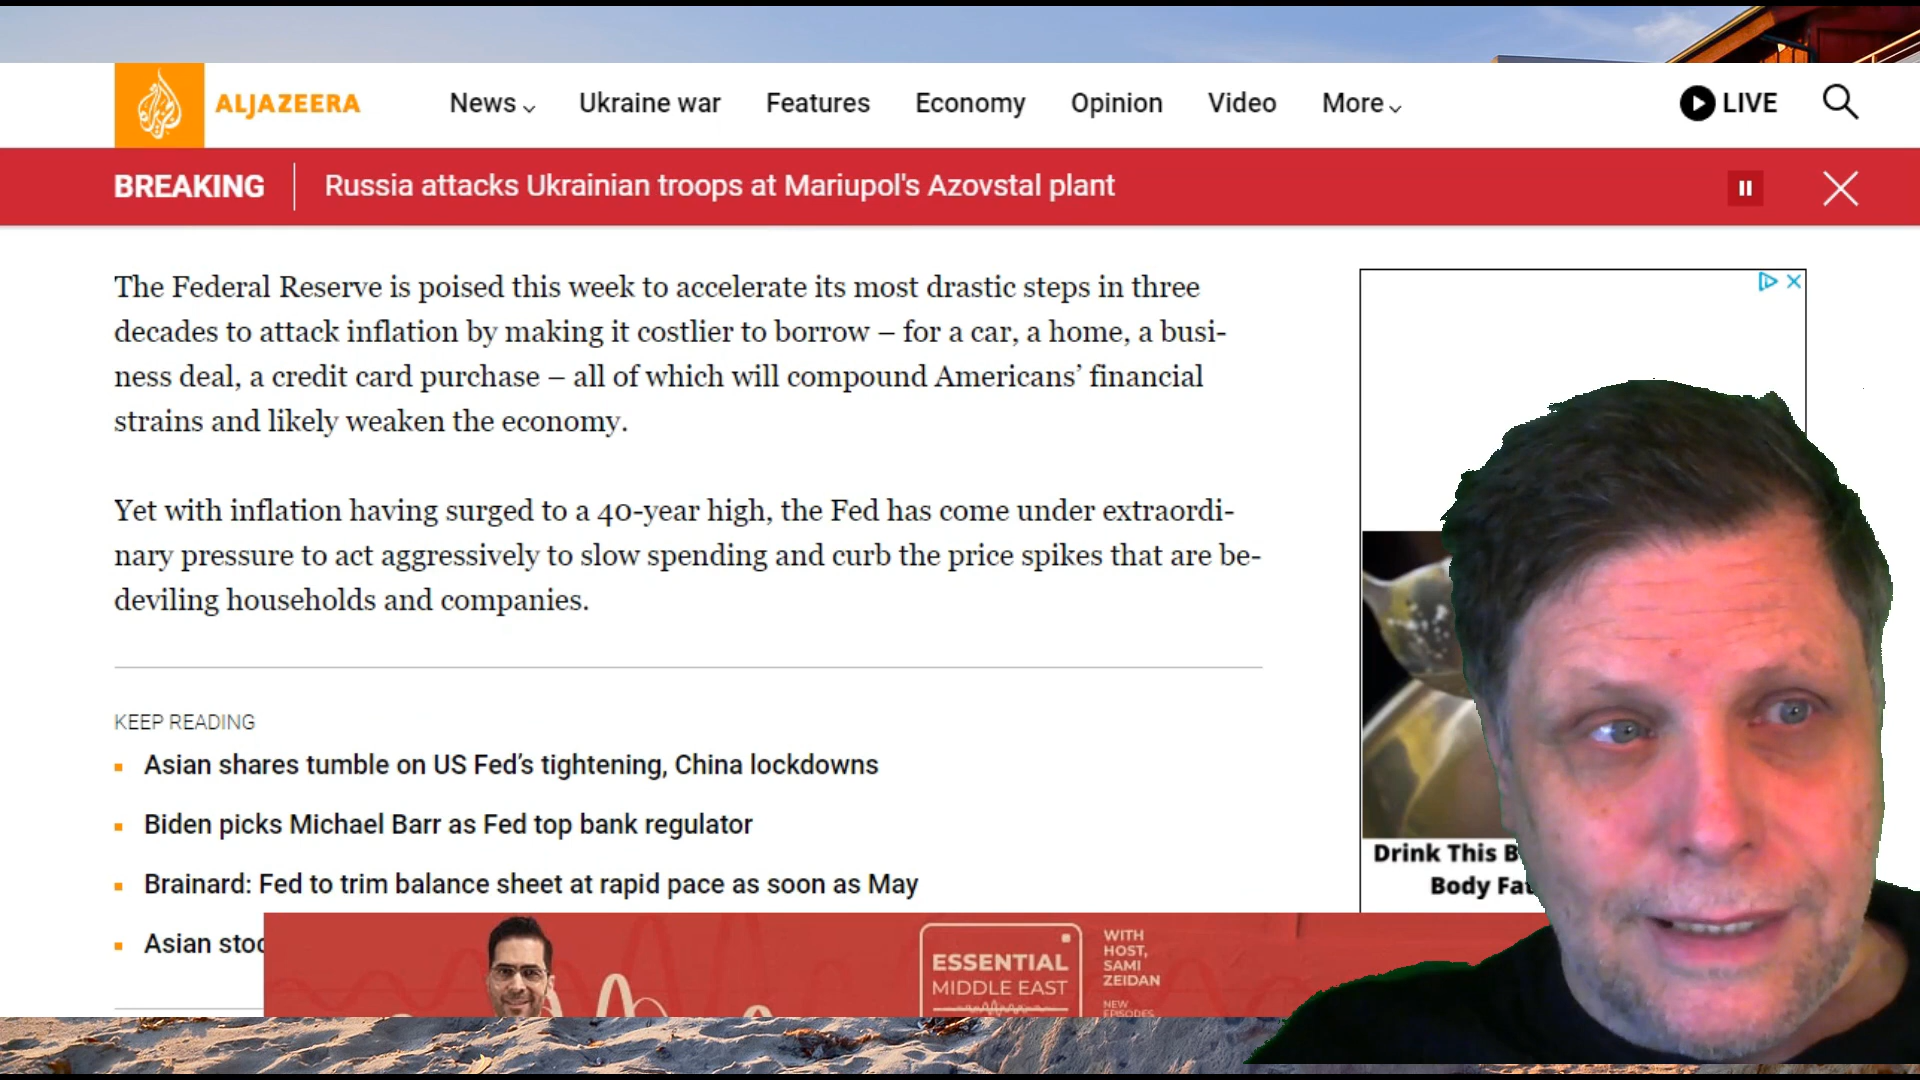 ALJAZEERA
News
Ukraine war
Features
Economy
Opinion
Video
More
LIVE
BREAKING
Russia attacks Ukrainian troops at Mariupol's Azovstal plant
The Federal Reserve is poised this week to accelerate its most drastic steps in three
decades to attack inflation by making it costlier to borrow – for a car, a home, a busi-
ness deal, a credit card purchase – all of which will compound Americans’ financial
strains and likely weaken the economy.
Yet with inflation having surged to a 40-year high, the Fed has come under extraordi-
nary pressure to act aggressively to slow spending and curb the price spikes that are be-
deviling households and companies.
KEEP READING
Asian shares tumble on US Fed’s tightening, China lockdowns
Biden picks Michael Barr as Fed top bank regulator
Brainard: Fed to trim balance sheet at rapid pace as soon as May
Asian
Drink This
Body
ESSENTIAL
MIDDLE EAST
WITH
HOST,
SAMI
ZEIDAN
NEW
EPISODES